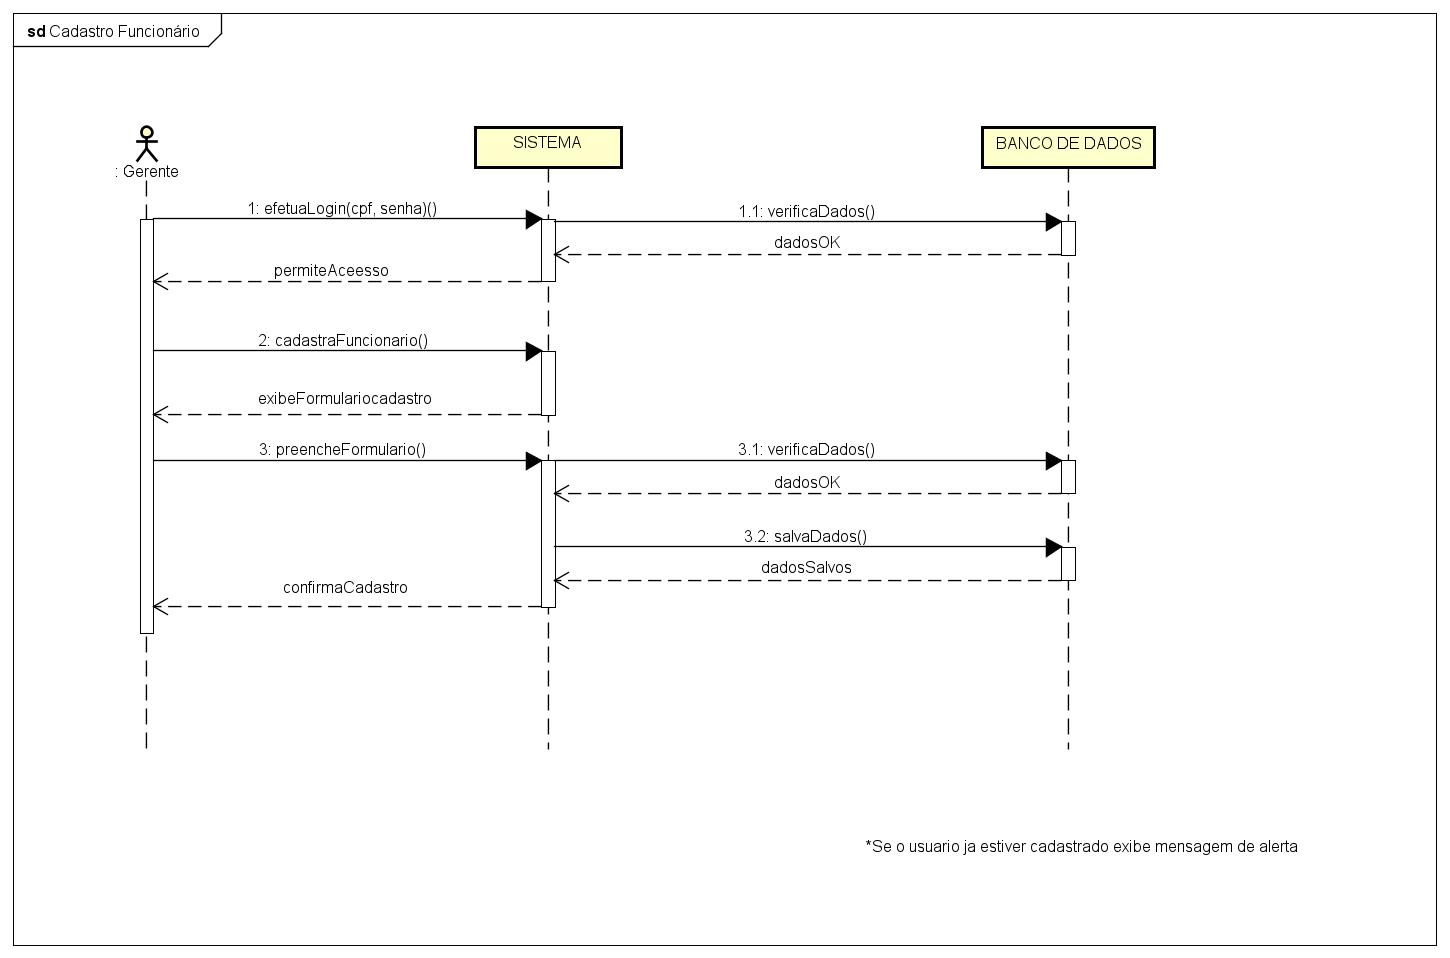 sd Cadastro Funcionário
: Gerente
SISTEMA
BANCO DE DADOS
1: efetuaLogin(cpf, senha)()
1.1: verificaDados()
dadosOK
permiteAceesso
2: cadastraFuncionario()
exibeFormulariocadastro
3: preencheFormulario()
3.1: verificaDados()
dadosOK
3.2: salvaDados()
dadosSalvos
confirmaCadastro
*Se o usuario ja estiver cadastrado exibe mensagem de alerta